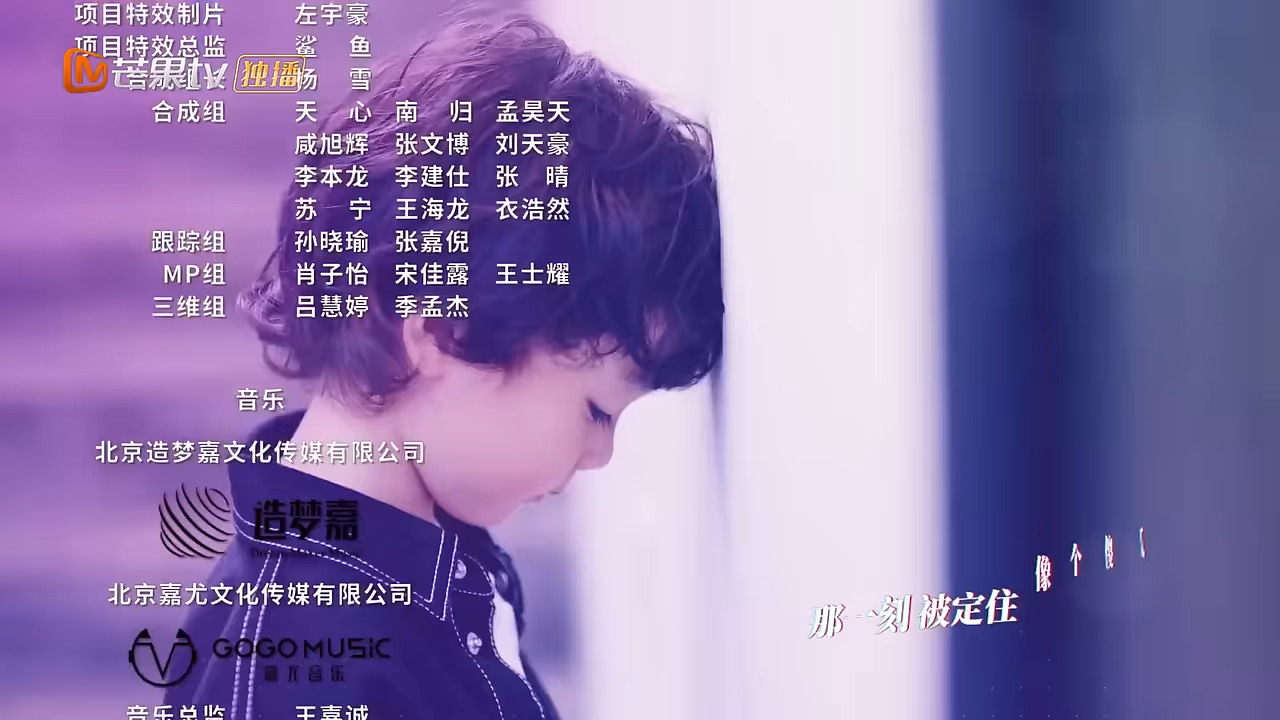 项目特效制片 左宇豪
项目特效总监 鲨 鱼
芒果tv 独播
杨 雪
合成组 天 心 南 归 孟昊天
咸旭辉 张文博 刘天豪
李本龙 李建仕 张 晴
苏 宁 王海龙 衣浩然
跟踪组 孙晓瑜 张嘉倪
MP组 肖子怡 宋佳露 王士耀
三维组 吕慧婷 季孟杰
音乐
北京造梦嘉文化传媒有限公司
造梦嘉
北京嘉尤文化传媒有限公司
GOGO MUSIC
嘉尤音乐
音乐总监 王嘉诚
那一刻 被定住 像个